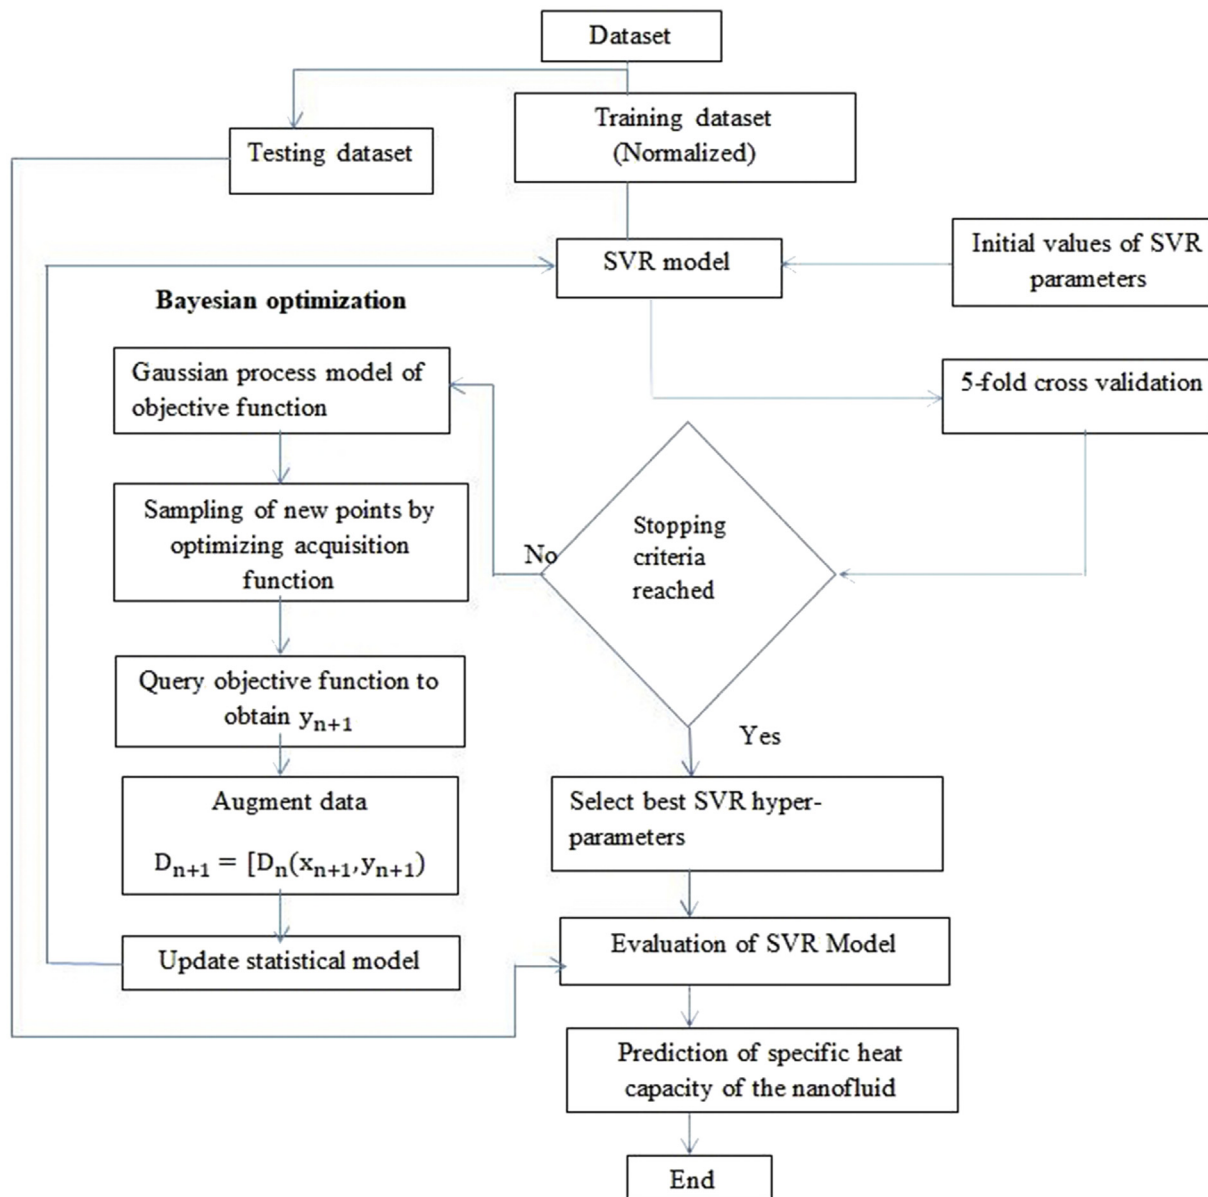 Dataset
Training dataset
(Normalized)
Testing dataset
SVR model
Initial values of SVR
parameters
Bayesian optimization
Gaussian process model of
objective function
5-fold cross validation
Sampling of new points by
optimizing acquisition
function
No
Stopping
criteria
reached
Query objective function to
obtain yₙ₊₁
Yes
Augment data
Dₙ₊₁ = [Dₙ(xₙ₊₁,yₙ₊₁)
Select best SVR hyper-
parameters
Update statistical model
Evaluation of SVR Model
Prediction of specific heat
capacity of the nanofluid
End